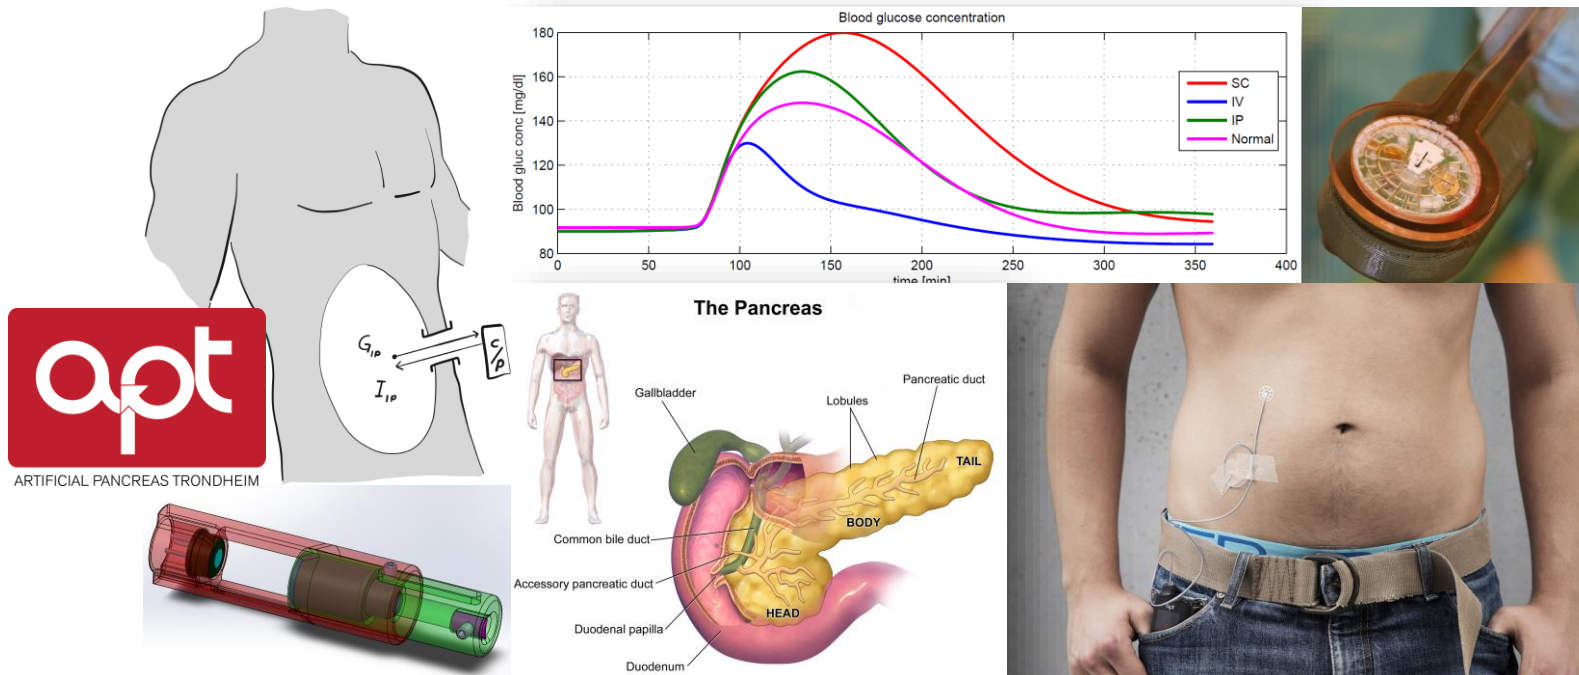 Blood glucose concentration
Blood gluc conc [mg/dl]
180
160
140
120
100
80
0
50
100
150
200
250
300
350
400
time [min]
SC
IV
IP
Normal
G_IP
I_IP
C/P
apt
ARTIFICIAL PANCREAS TRONDHEIM
The Pancreas
Gallbladder
Pancreatic duct
Lobules
TAIL
BODY
Common bile duct
Accessory pancreatic duct
HEAD
Duodenal papilla
Duodenum